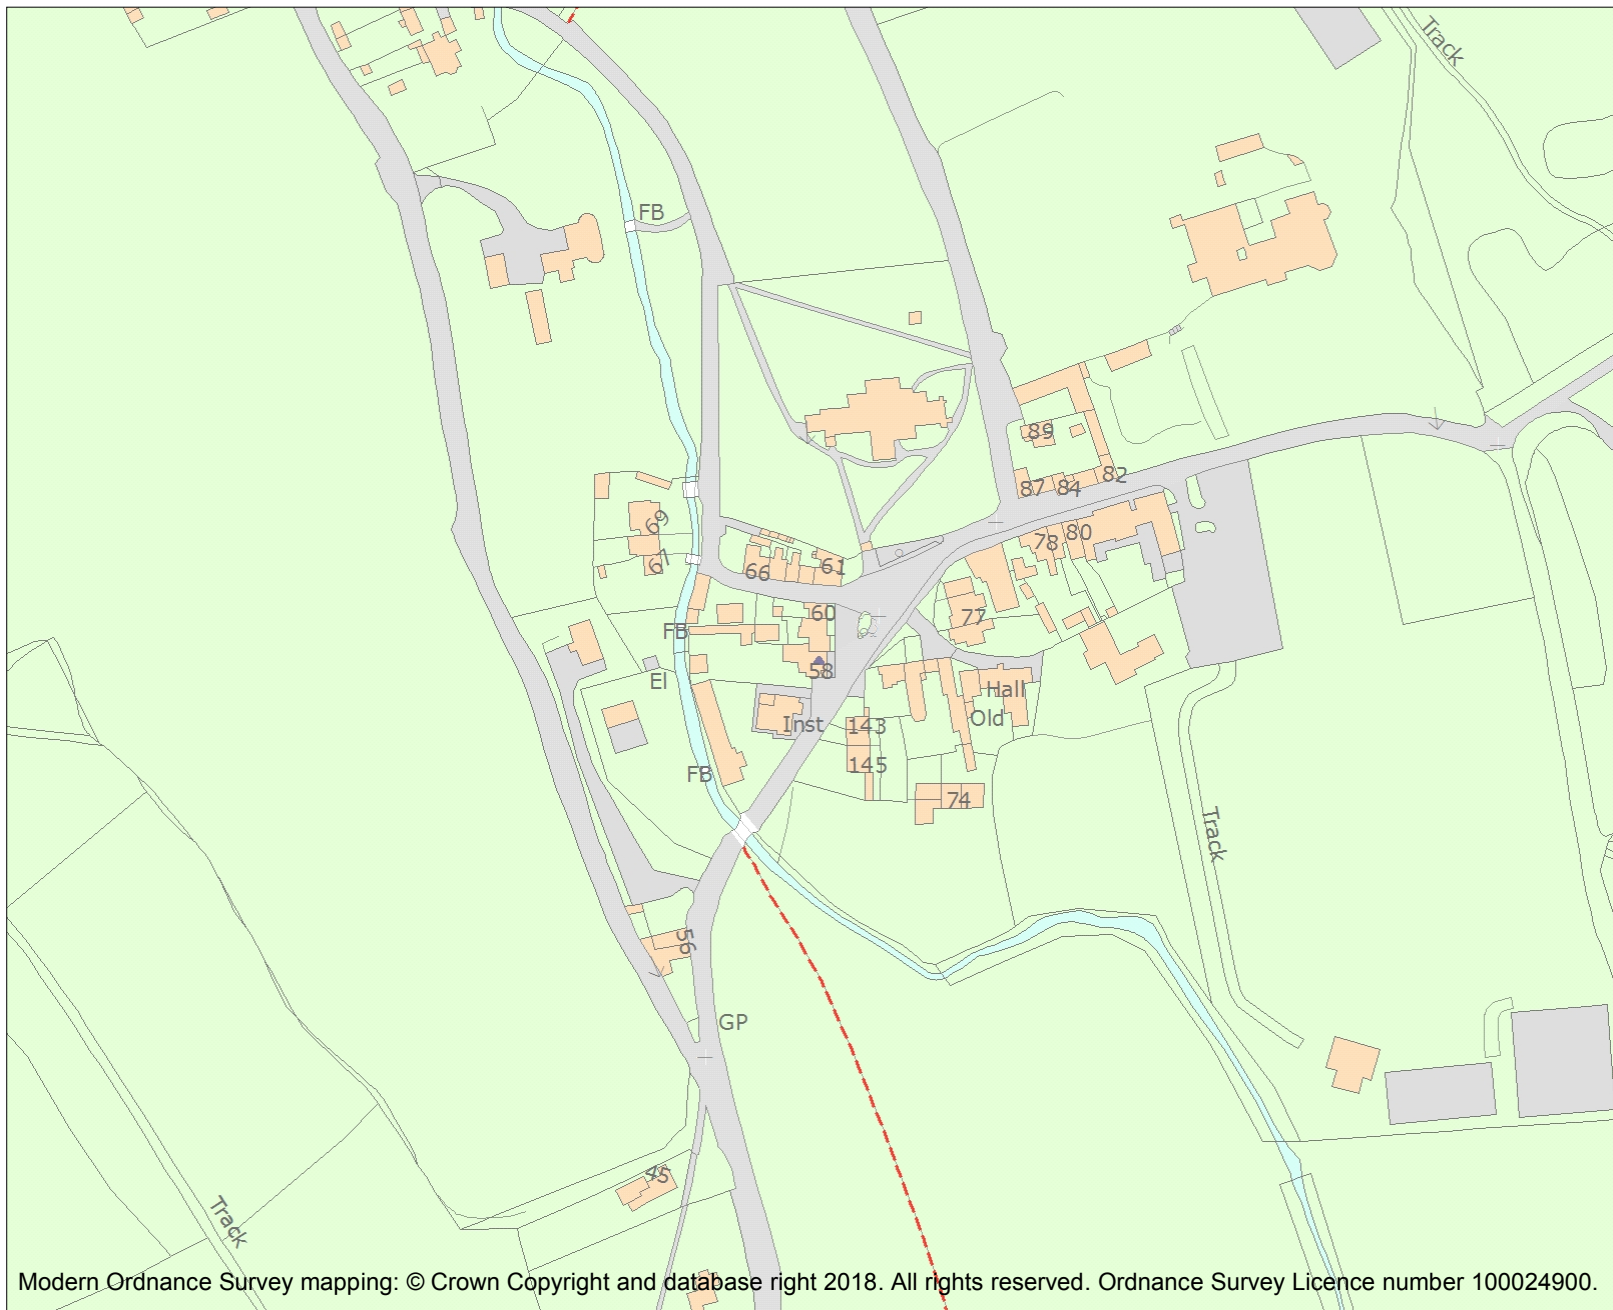 Track
FB
89
82
87
84
69
80
78
67
61
66
60
77
FB
58
El
Hall
Old
Inst
143
145
FB
74
Track
56
GP
45
Track
Modern Ordnance Survey mapping: © Crown Copyright and database right 2018. All rights reserved. Ordnance Survey Licence number 100024900.